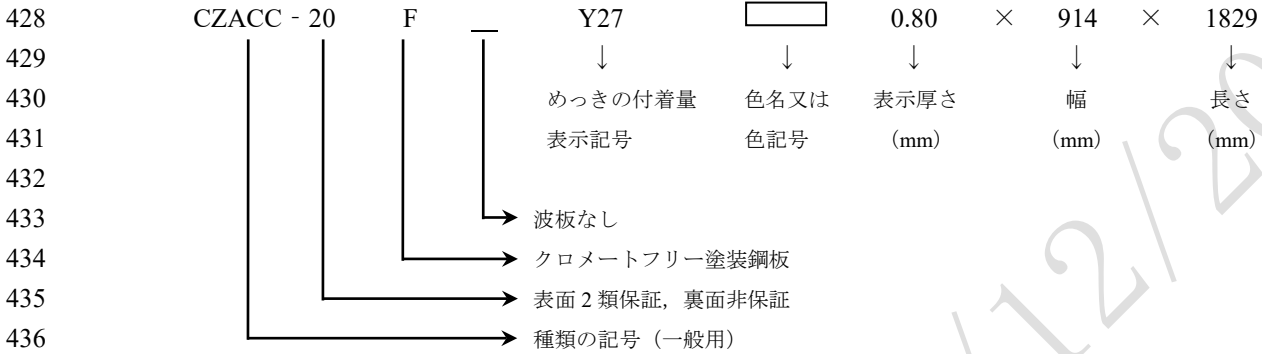 428 CZACC - 20 F _ Y27 0.80 × 914 × 1829
429 ↓ ↓ ↓ ↓ ↓
430 めっきの付着量 色名又は 表示厚さ 幅 長さ
431 表示記号 色記号 (mm) (mm) (mm)
432
433 波板なし
434 クロメートフリー塗装鋼板
435 表面2類保証，裏面非保証
436 種類の記号（一般用）
/12/20